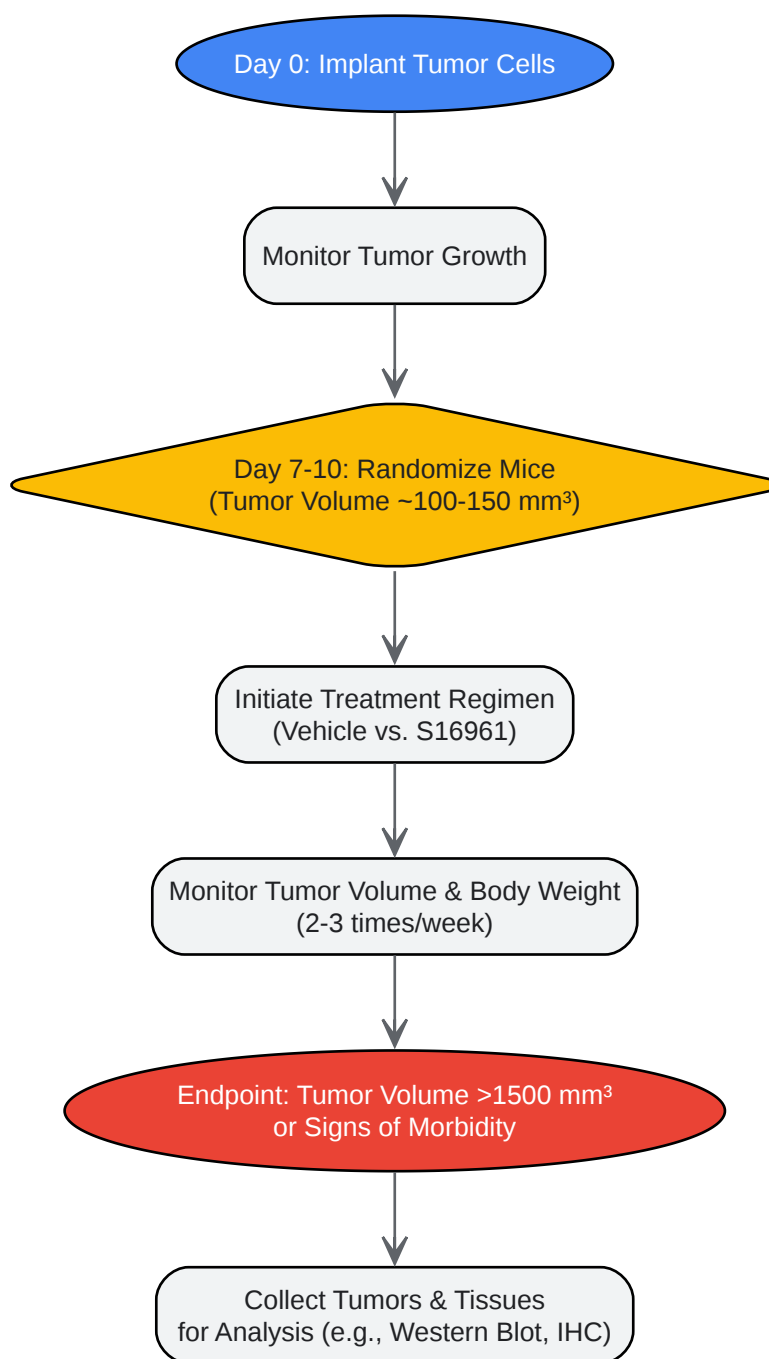 Day 0: Implant Tumor Cells
Monitor Tumor Growth
Day 7-10: Randomize Mice
(Tumor Volume ~100-150 mm³)
Initiate Treatment Regimen
(Vehicle vs. S16961)
Monitor Tumor Volume & Body Weight
(2-3 times/week)
Endpoint: Tumor Volume >1500 mm³
or Signs of Morbidity
Collect Tumors & Tissues
for Analysis (e.g., Western Blot, IHC)